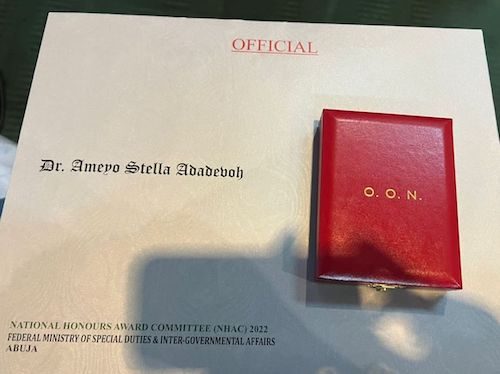 OFFICIAL
Dr. Ameyo Stella Adadevoh
O. O. N.
NATIONAL HONOURS AWARD COMMITTEE (NHAC) 2022
FEDERAL MINISTRY OF SPECIAL DUTIES & INTER-GOVERNMENTAL AFFAIRS
ABUJA